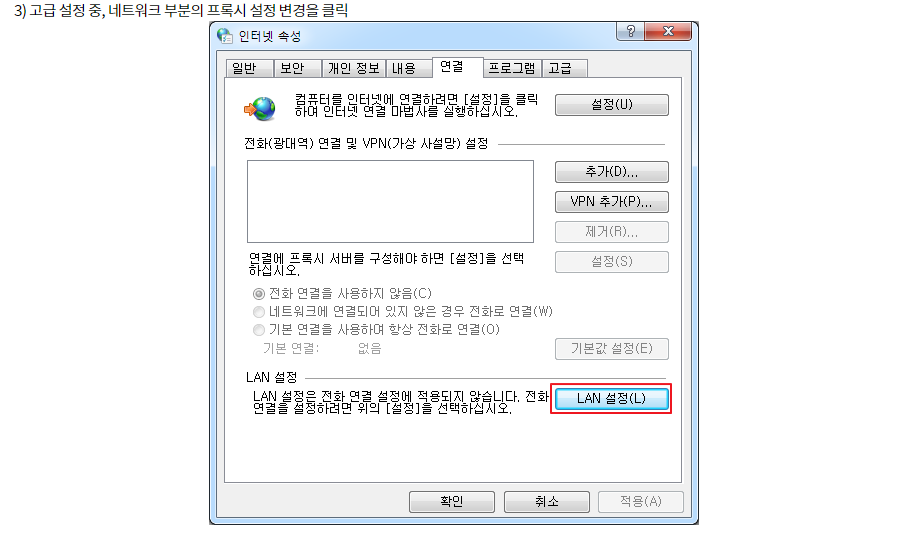 3) 고급 설정 중, 네트워크 부분의 프록시 설정 변경을 클릭
인터넷 속성
일반 보안 개인 정보 내용 연결 프로그램 고급
컴퓨터를 인터넷에 연결하려면 [설정]을 클릭
하여 인터넷 연결 마법사를 실행하십시오.
설정(U)
전화(광대역) 연결 및 VPN(가상 사설망) 설정
추가(D)...
VPN 추가(P)...
제거(R)...
연결에 프록시 서버를 구성해야 하면 [설정]을 선택
하십시오.
설정(S)
전화 연결을 사용하지 않음(C)
네트워크에 연결되어 있지 않은 경우 전화로 연결(W)
기본 연결을 사용하여 항상 전화로 연결(O)
기본 연결: 없음
기본값 설정(E)
LAN 설정
LAN 설정은 전화 연결 설정에 적용되지 않습니다. 전화
연결을 설정하려면 위의 [설정]을 선택하십시오.
LAN 설정(L)
확인 취소 적용(A)